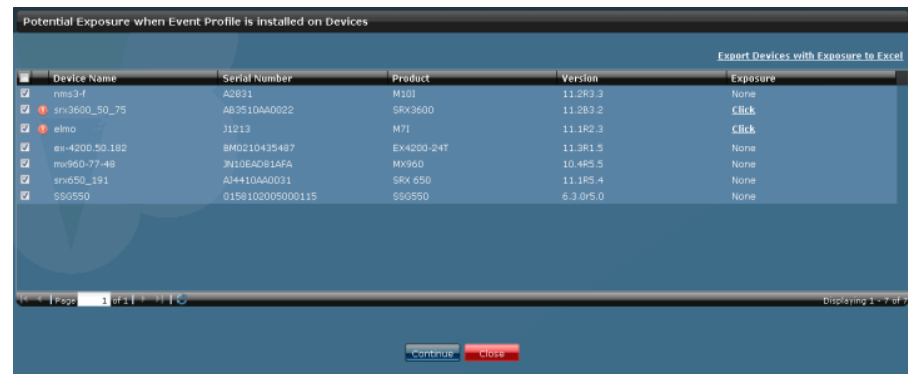 Potential Exposure when Event Profile is installed on Devices
Export Devices with Exposure to Excel
Device Name Serial Number Product Version Exposure
nms3-f A2831 M10I 11.2R3.3 None
srx3600_50_75 AB3510AA0022 SRX3600 11.2B3.2 Click
elmo J1213 M7I 11.1R2.3 Click
ex-4200.50.182 BM0210435487 EX4200-24T 11.3R1.5 None
mx960-77-48 JN10EAD81AFA MX960 10.4R5.5 None
srx650_191 AJ4410AA0031 SRX 650 11.1R5.4 None
SSG550 0158102005000115 SSG550 6.3.0r5.0 None
Page 1 of 1 Displaying 1 - 7 of 7
Continue Close